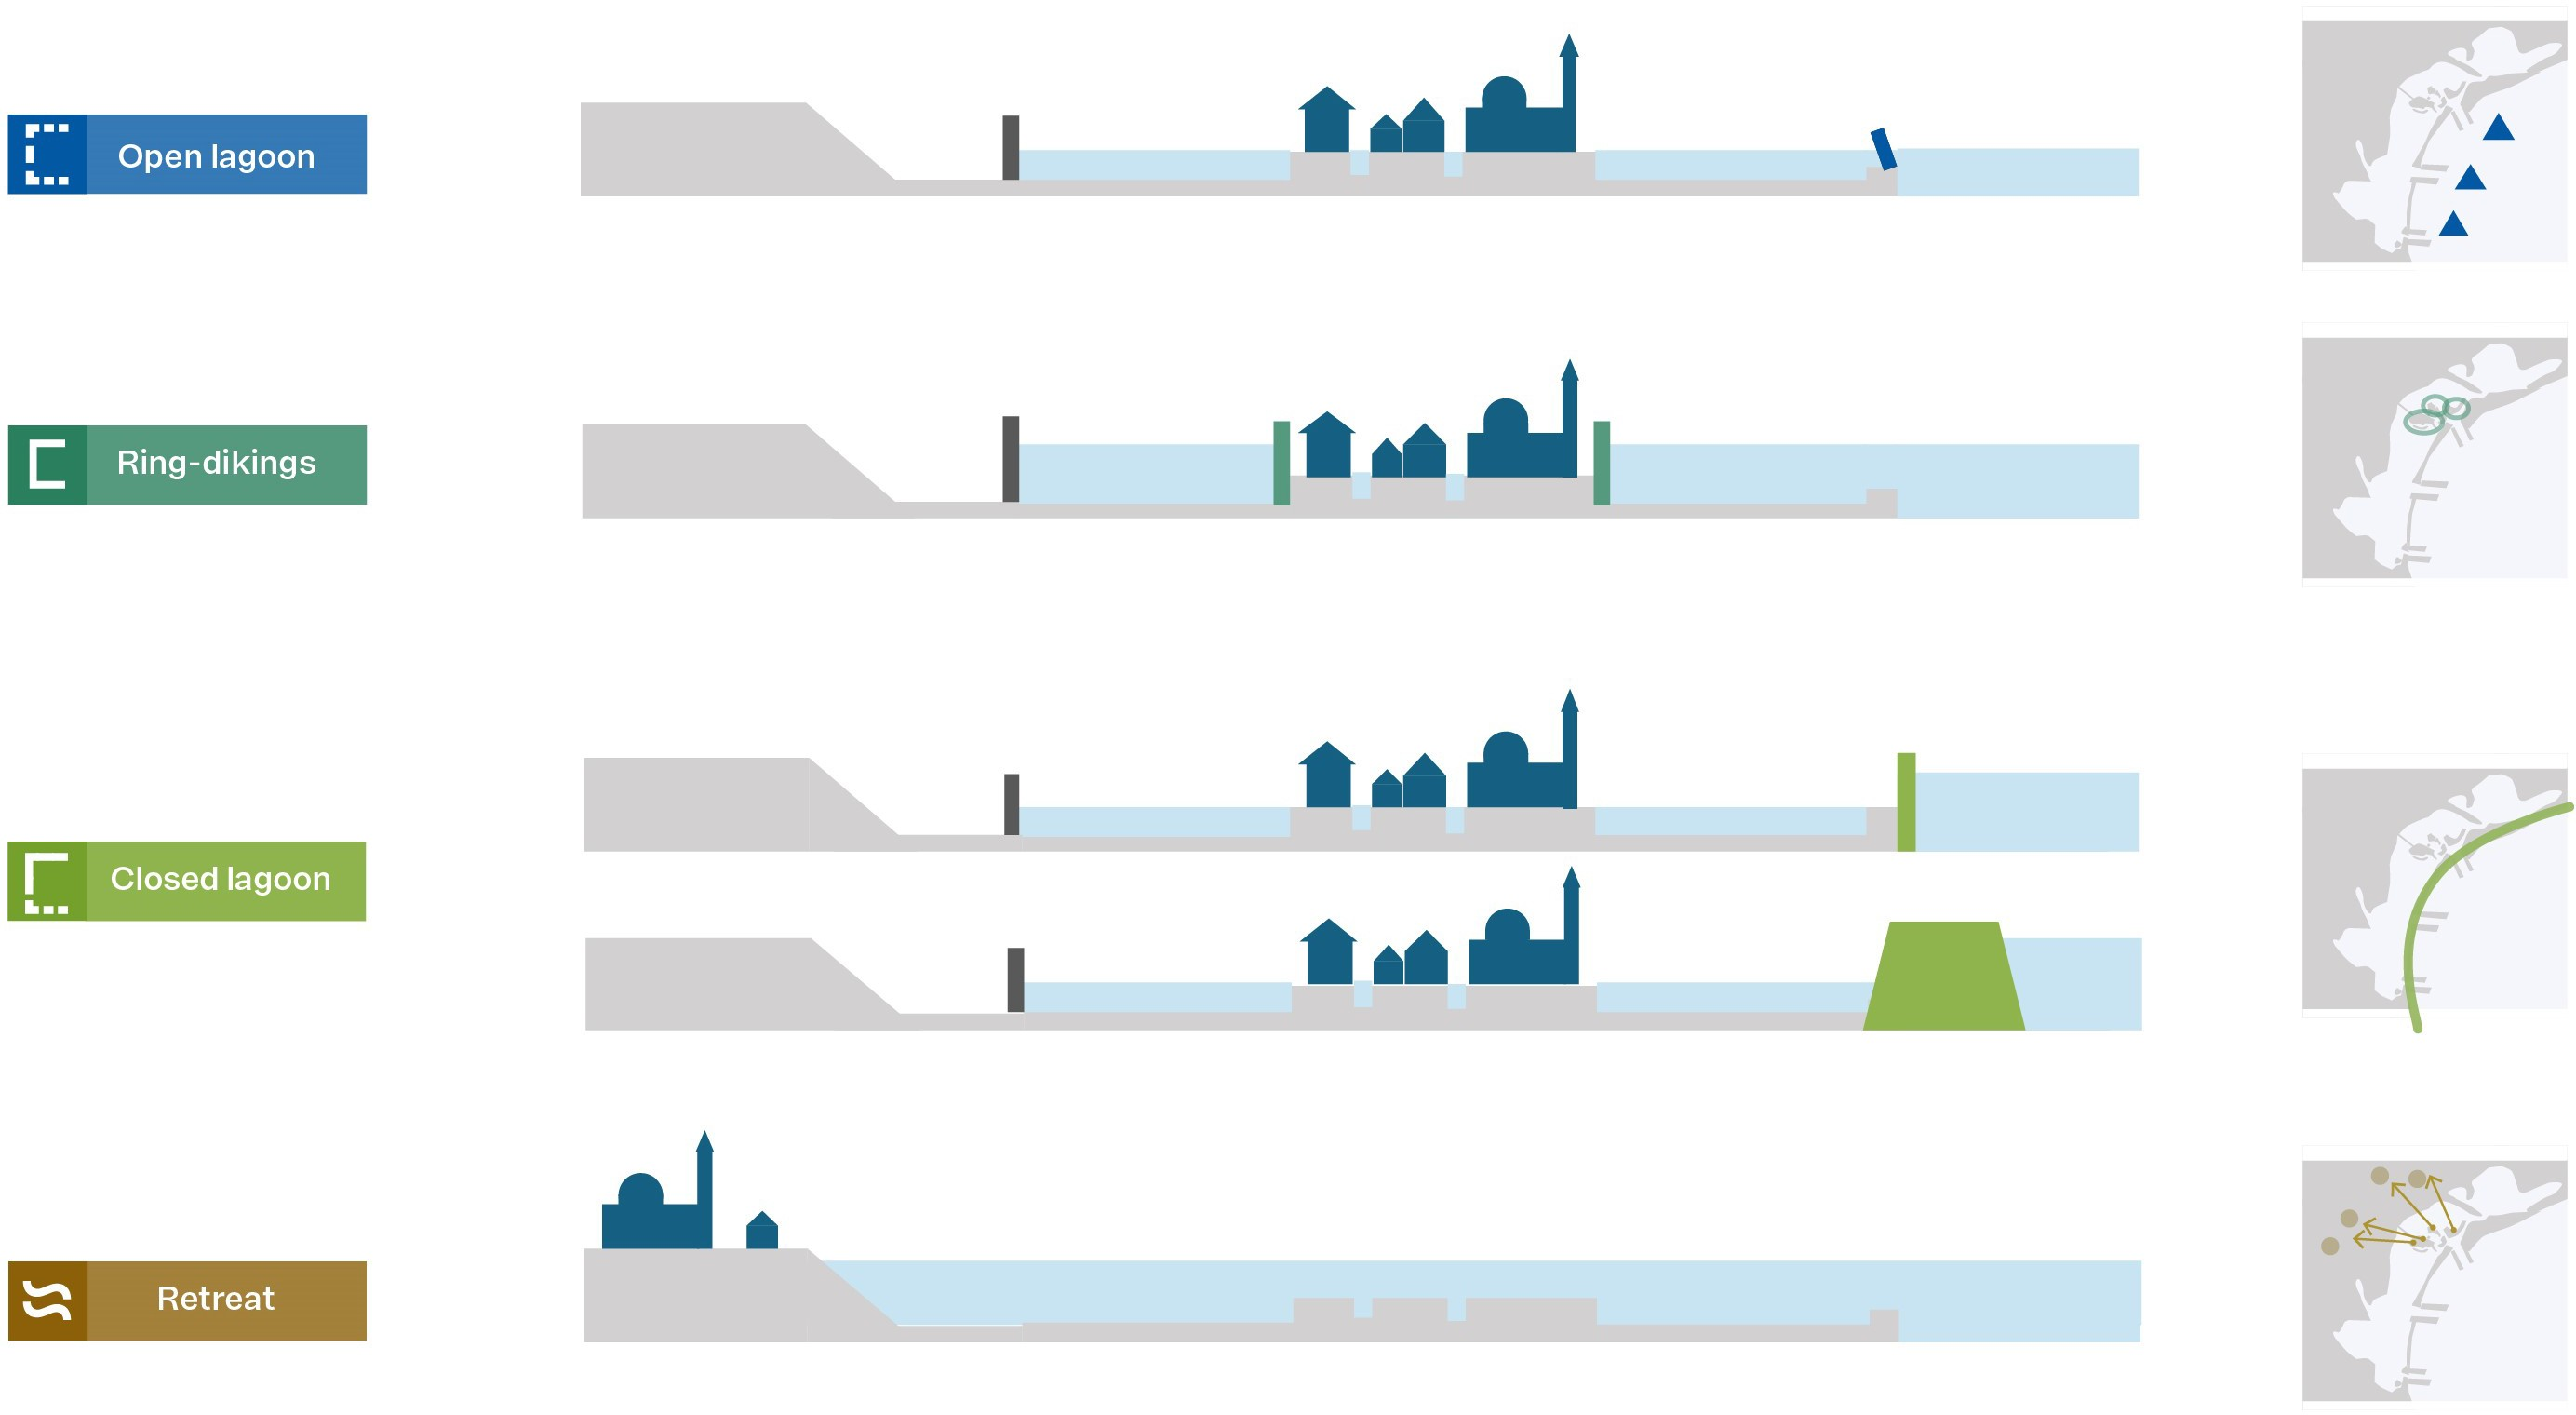 Open lagoon
Ring-dikings
Closed lagoon
Retreat